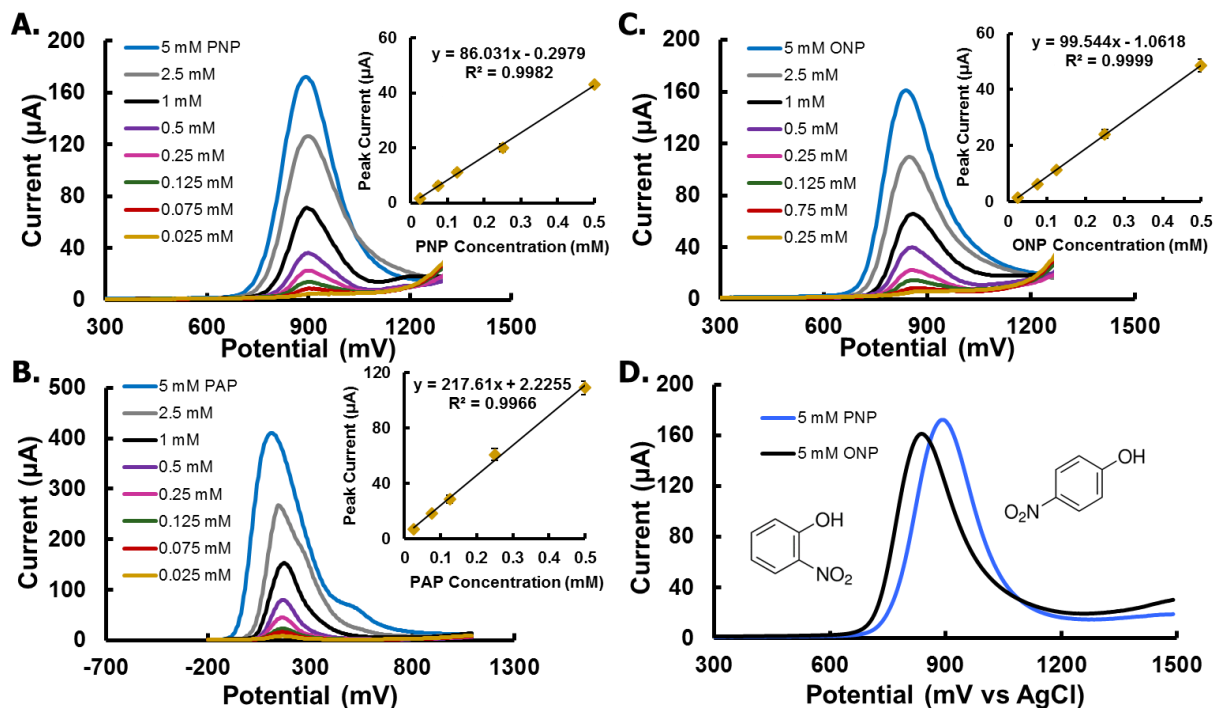 A.
200
160
120
80
40
0
Current (µA)
5 mM PNP
2.5 mM
1 mM
0.5 mM
0.25 mM
0.125 mM
0.075 mM
0.025 mM
300
600
900
1200
1500
Potential (mV)
60
40
20
0
Peak Current (µA)
y = 86.031x - 0.2979
R² = 0.9982
0
0.1
0.2
0.3
0.4
0.5
PNP Concentration (mM)
C.
200
160
120
80
40
0
Current (µA)
5 mM ONP
2.5 mM
1 mM
0.5 mM
0.25 mM
0.125 mM
0.75 mM
0.25 mM
300
600
900
1200
1500
Potential (mV)
60
40
20
0
Peak Current (µA)
y = 99.544x - 1.0618
R² = 0.9999
0
0.1
0.2
0.3
0.4
0.5
ONP Concentration (mM)
B.
500
400
300
200
100
0
Current (µA)
5 mM PAP
2.5 mM
1 mM
0.5 mM
0.25 mM
0.125 mM
0.075 mM
0.025 mM
-700
-200
300
800
1300
Potential (mV)
120
80
40
0
Peak Current (µA)
y = 217.61x + 2.2255
R² = 0.9966
0
0.1
0.2
0.3
0.4
0.5
PAP Concentration (mM)
D.
200
160
120
80
40
0
Current (µA)
5 mM PNP
5 mM ONP
OH
NO2
OH
O2N
300
600
900
1200
1500
Potential (mV vs AgCl)